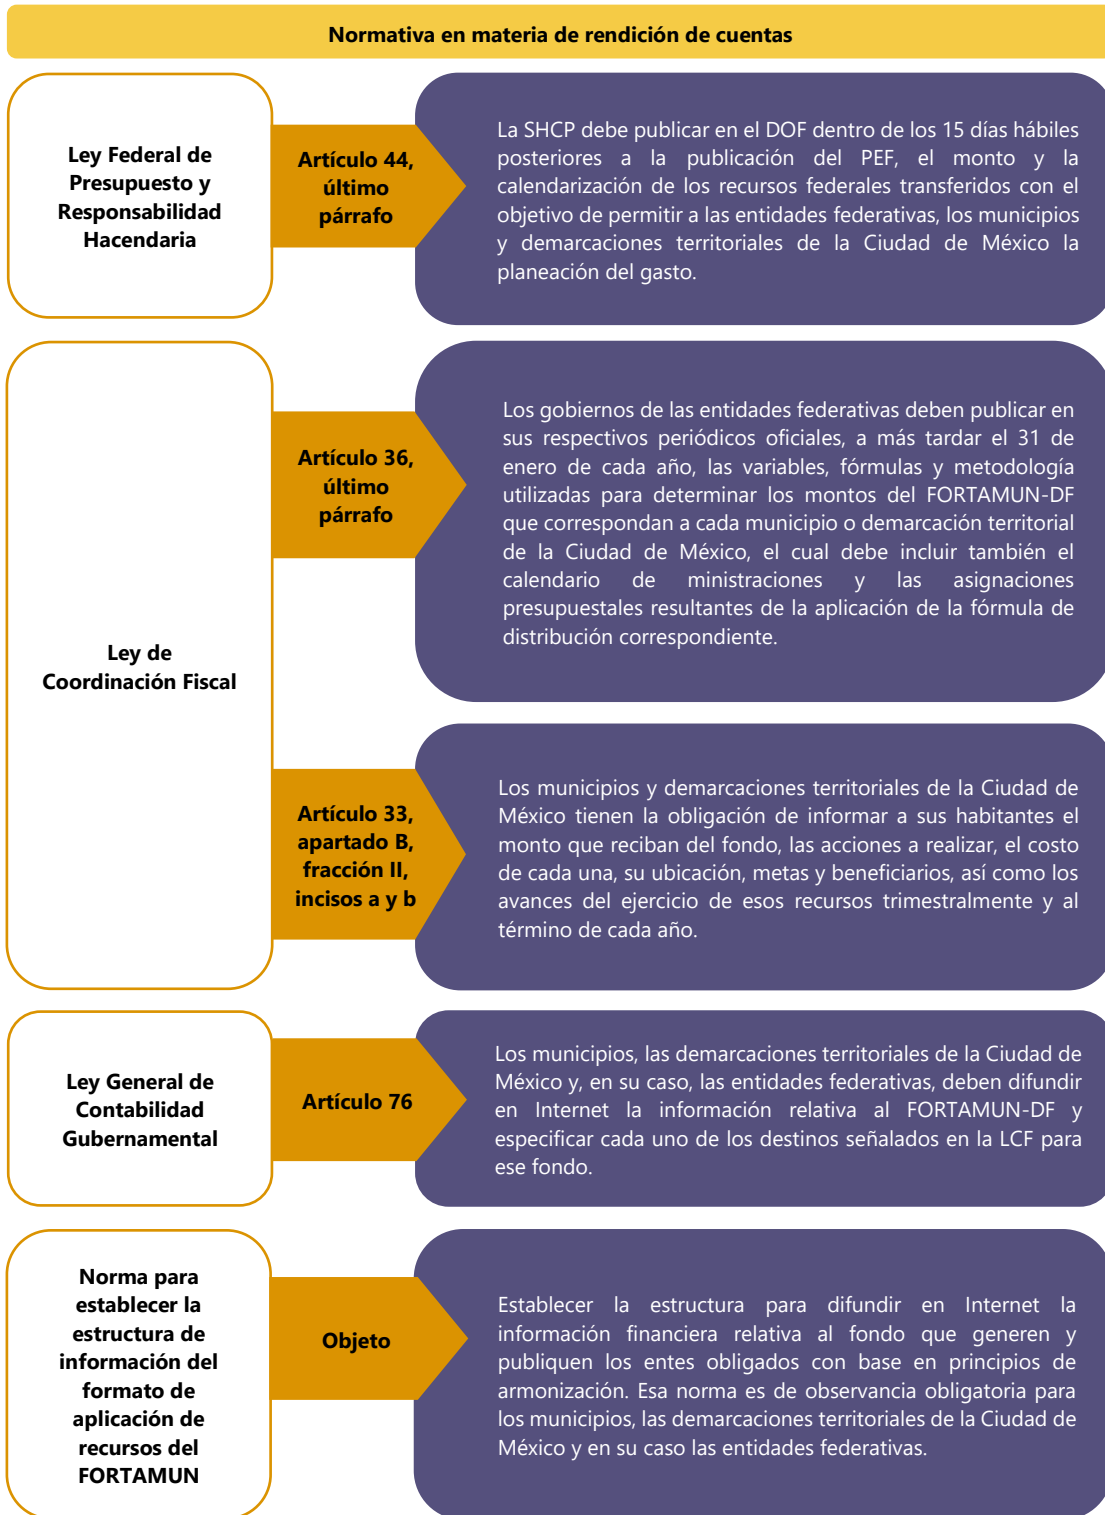 Normativa en materia de rendición de cuentas
Ley Federal de
Presupuesto y
Responsabilidad
Hacendaria
Artículo 44,
último
párrafo
La SHCP debe publicar en el DOF dentro de los 15 días hábiles
posteriores a la publicación del PEF, el monto y la
calendarización de los recursos federales transferidos con el
objetivo de permitir a las entidades federativas, los municipios
y demarcaciones territoriales de la Ciudad de México la
planeación del gasto.
Ley de
Coordinación Fiscal
Artículo 36,
último
párrafo
Los gobiernos de las entidades federativas deben publicar en
sus respectivos periódicos oficiales, a más tardar el 31 de
enero de cada año, las variables, fórmulas y metodología
utilizadas para determinar los montos del FORTAMUN-DF
que correspondan a cada municipio o demarcación territorial
de la Ciudad de México, el cual debe incluir también el
calendario de ministraciones y las asignaciones
presupuestales resultantes de la aplicación de la fórmula de
distribución correspondiente.
Artículo 33,
apartado B,
fracción II,
incisos a y b
Los municipios y demarcaciones territoriales de la Ciudad de
México tienen la obligación de informar a sus habitantes el
monto que reciban del fondo, las acciones a realizar, el costo
de cada una, su ubicación, metas y beneficiarios, así como los
avances del ejercicio de esos recursos trimestralmente y al
término de cada año.
Ley General de
Contabilidad
Gubernamental
Artículo 76
Los municipios, las demarcaciones territoriales de la Ciudad de
México y, en su caso, las entidades federativas, deben difundir
en Internet la información relativa al FORTAMUN-DF y
especificar cada uno de los destinos señalados en la LCF para
ese fondo.
Norma para
establecer la
estructura de
información del
formato de
aplicación de
recursos del
FORTAMUN
Objeto
Establecer la estructura para difundir en Internet la
información financiera relativa al fondo que generen y
publiquen los entes obligados con base en principios de
armonización. Esa norma es de observancia obligatoria para
los municipios, las demarcaciones territoriales de la Ciudad de
México y en su caso las entidades federativas.